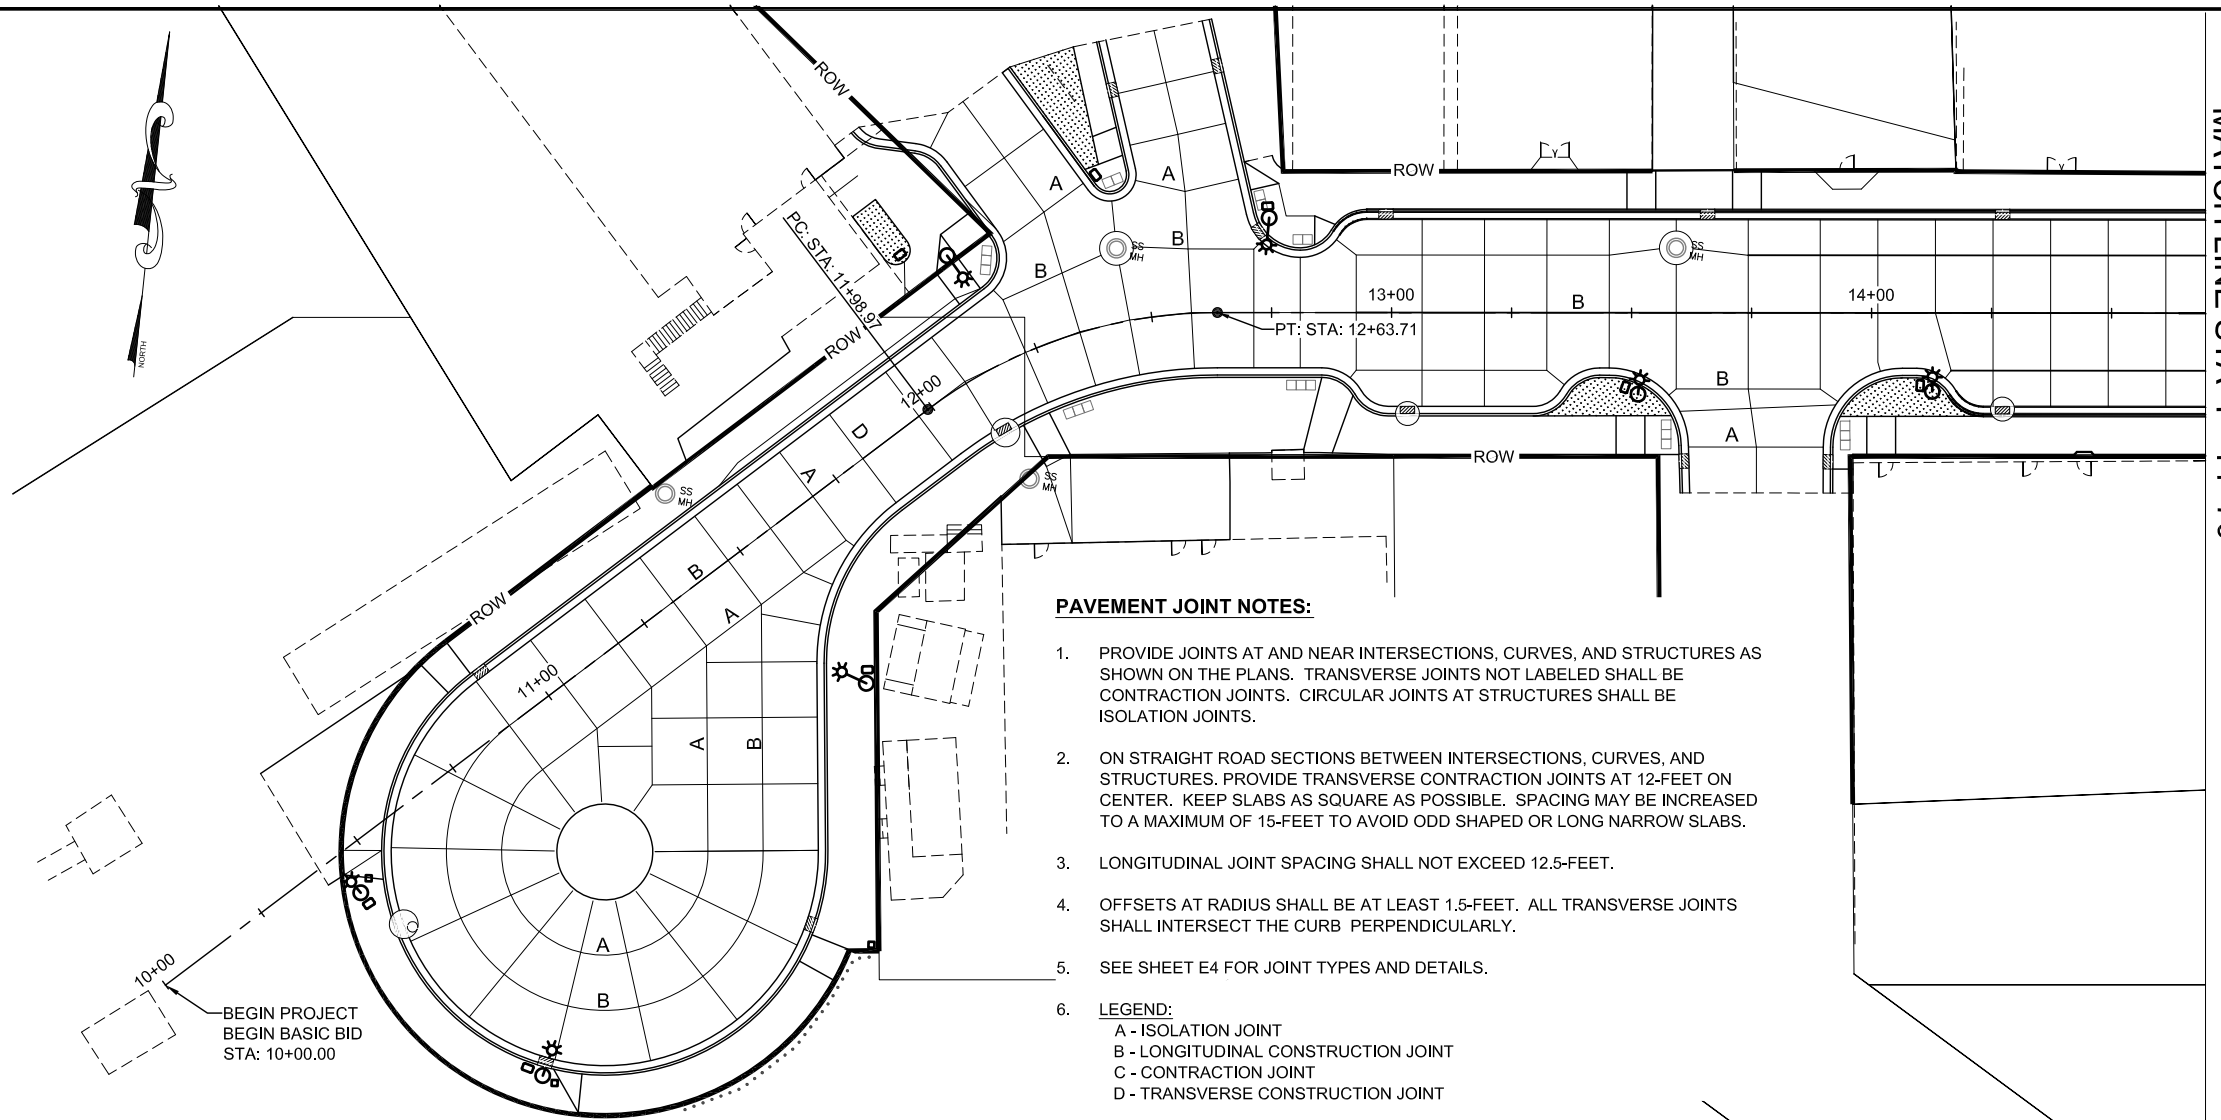 ROW
ROW
ROW
ROW
ROW
NORTH
PC: STA: 11+98.97
PT: STA: 12+63.71
10+00
11+00
12+00
13+00
14+00
SS
MH
SS
MH
SS
MH
SS
MH
A
A
B
B
B
B
A
D
A
B
A
A
B
A
B
BEGIN PROJECT
BEGIN BASIC BID
STA: 10+00.00
PAVEMENT JOINT NOTES:
1. PROVIDE JOINTS AT AND NEAR INTERSECTIONS, CURVES, AND STRUCTURES AS
SHOWN ON THE PLANS. TRANSVERSE JOINTS NOT LABELED SHALL BE
CONTRACTION JOINTS. CIRCULAR JOINTS AT STRUCTURES SHALL BE
ISOLATION JOINTS.
2. ON STRAIGHT ROAD SECTIONS BETWEEN INTERSECTIONS, CURVES, AND
STRUCTURES. PROVIDE TRANSVERSE CONTRACTION JOINTS AT 12-FEET ON
CENTER. KEEP SLABS AS SQUARE AS POSSIBLE. SPACING MAY BE INCREASED
TO A MAXIMUM OF 15-FEET TO AVOID ODD SHAPED OR LONG NARROW SLABS.
3. LONGITUDINAL JOINT SPACING SHALL NOT EXCEED 12.5-FEET.
4. OFFSETS AT RADIUS SHALL BE AT LEAST 1.5-FEET. ALL TRANSVERSE JOINTS
SHALL INTERSECT THE CURB PERPENDICULARLY.
5. SEE SHEET E4 FOR JOINT TYPES AND DETAILS.
6. LEGEND:
A - ISOLATION JOINT
B - LONGITUDINAL CONSTRUCTION JOINT
C - CONTRACTION JOINT
D - TRANSVERSE CONSTRUCTION JOINT